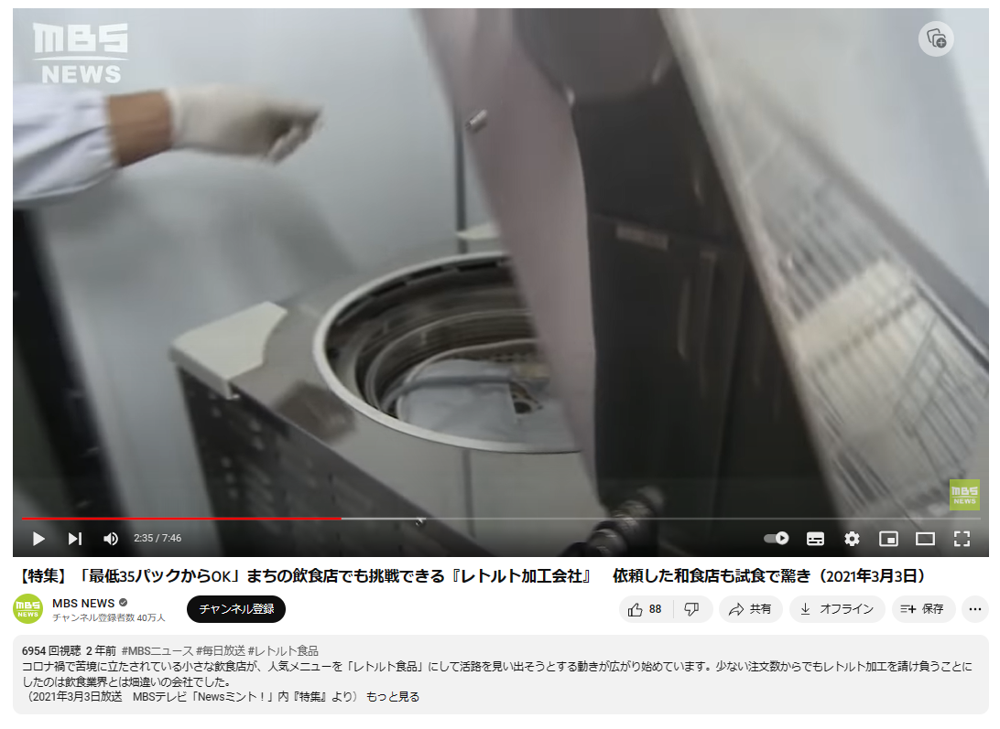 MBS
NEWS
MBS
NEWS
2:35 / 7:46
【特集】「最低35パックからOK」まちの飲食店でも挑戦できる『レトルト加工会社』　依頼した和食店も試食で驚き（2021年3月3日）
MBS
NEWS
MBS NEWS
チャンネル登録者数 40万人
チャンネル登録
88
共有
オフライン
保存
6954 回視聴 2 年前 #MBSニュース #毎日放送 #レトルト食品
コロナ禍で苦境に立たされている小さな飲食店が、人気メニューを「レトルト食品」にして活路を見い出そうとする動きが広がり始めています。少ない注文数からでもレトルト加工を請け負うことに
したのは飲食業界とは畑違いの会社でした。
（2021年3月3日放送　MBSテレビ「Newsミント！」内『特集』より） もっと見る